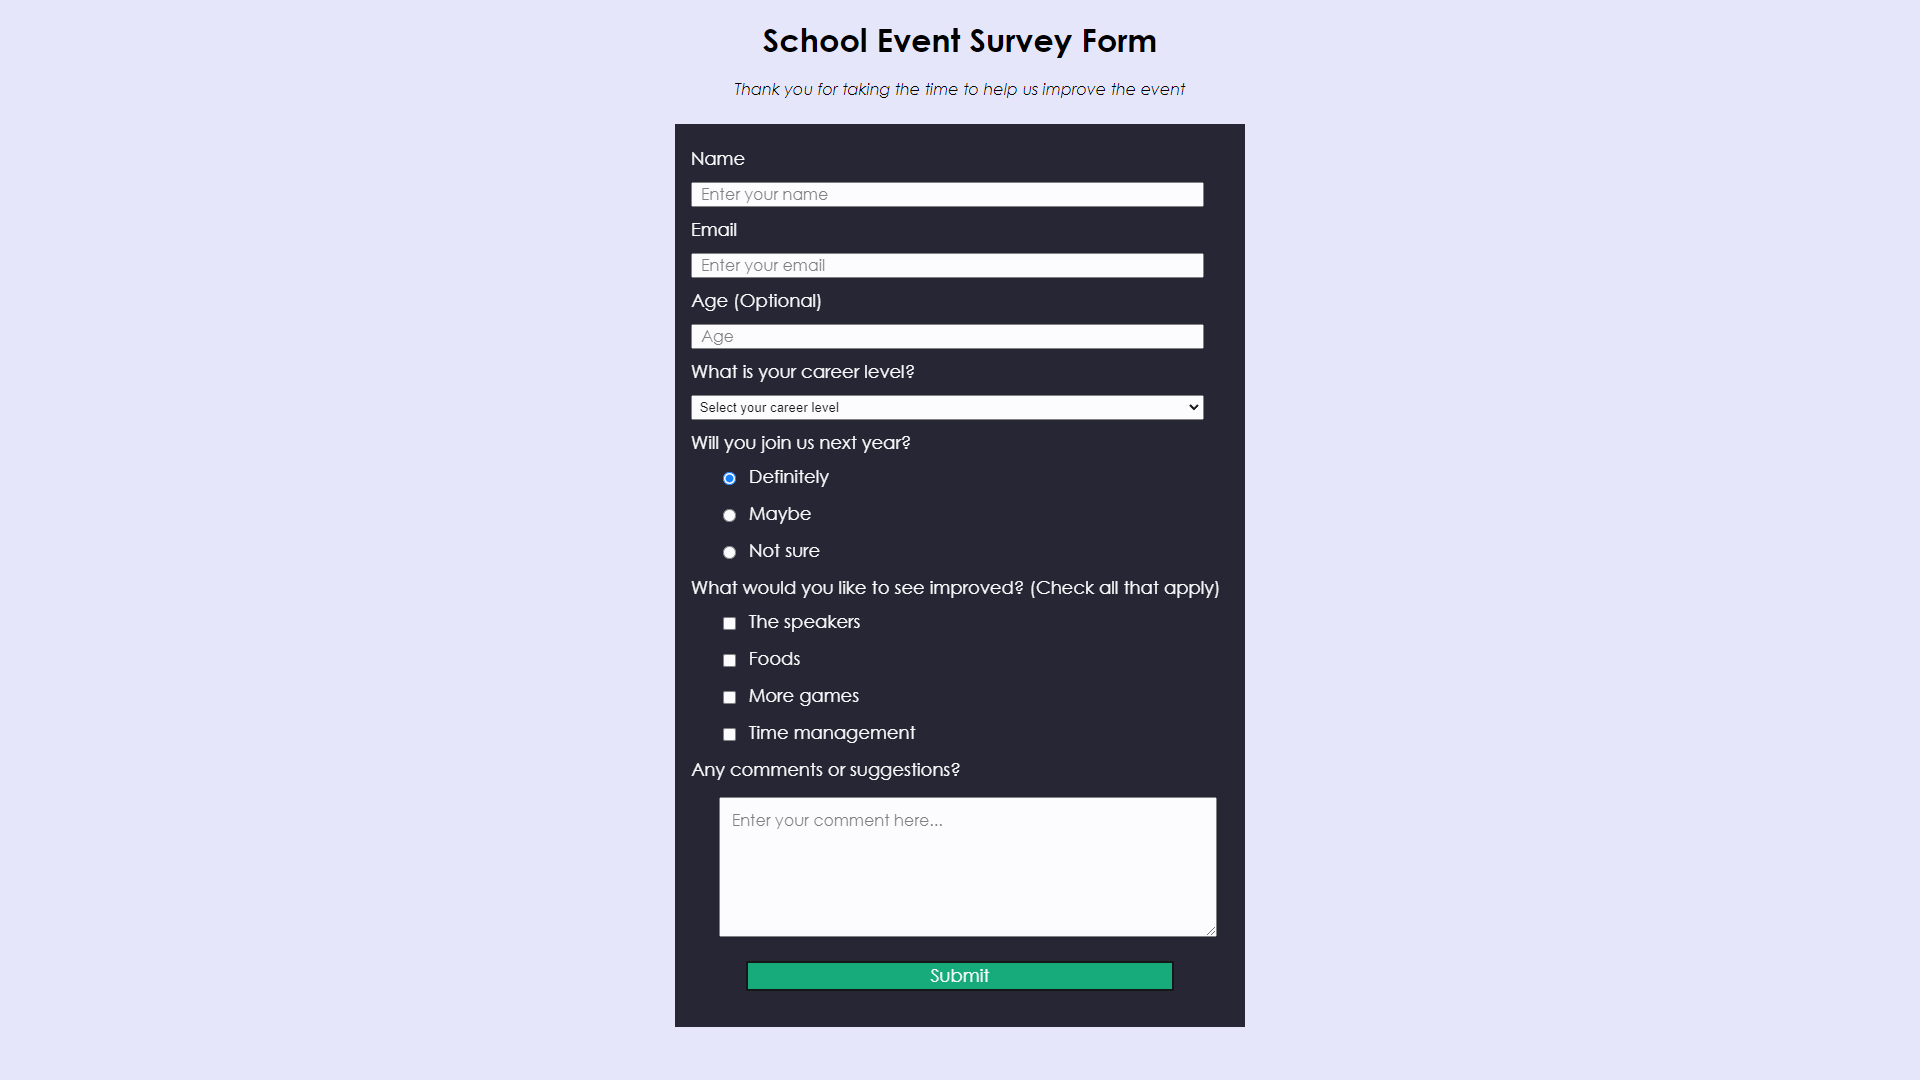 School Event Survey Form
Thank you for taking the time to help us improve the event
Name
Enter your name
Email
Enter your email
Age (Optional)
Age
What is your career level?
Select your career level
Will you join us next year?
Definitely
Maybe
Not sure
What would you like to see improved? (Check all that apply)
The speakers
Foods
More games
Time management
Any comments or suggestions?
Enter your comment here...
Submit